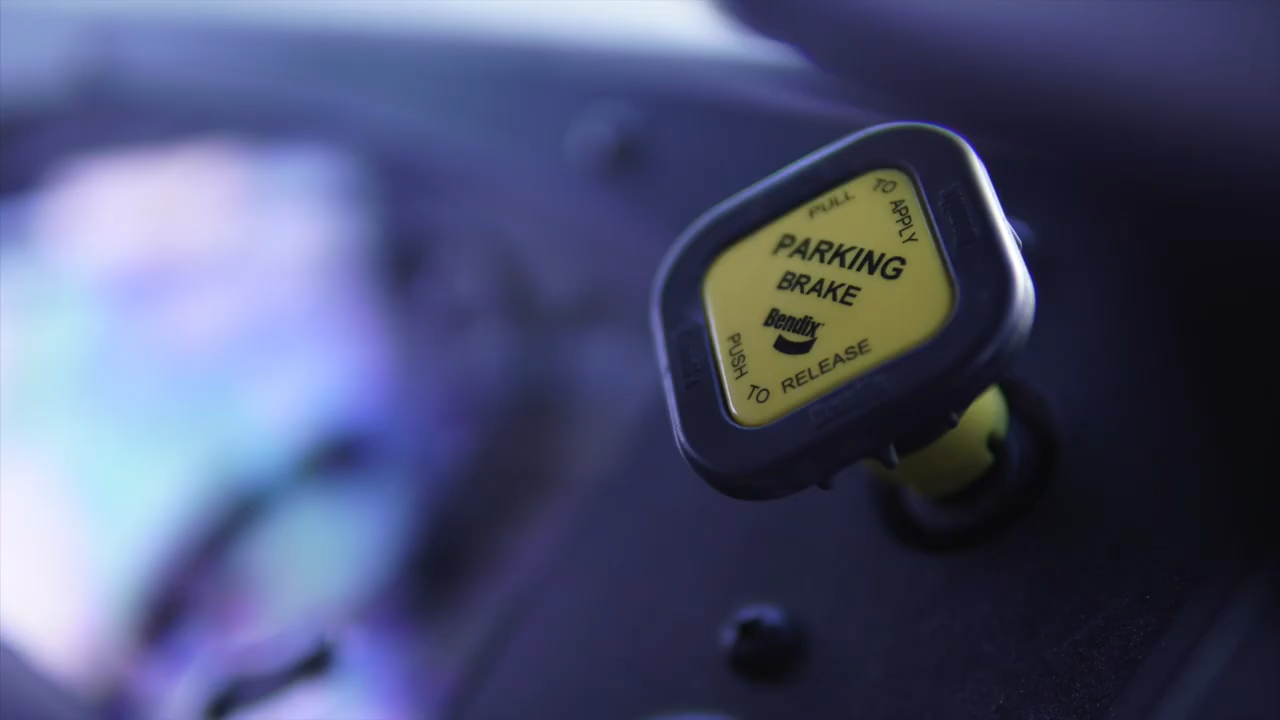 PULL TO APPLY
PARKING
BRAKE
Bendix
PUSH TO RELEASE